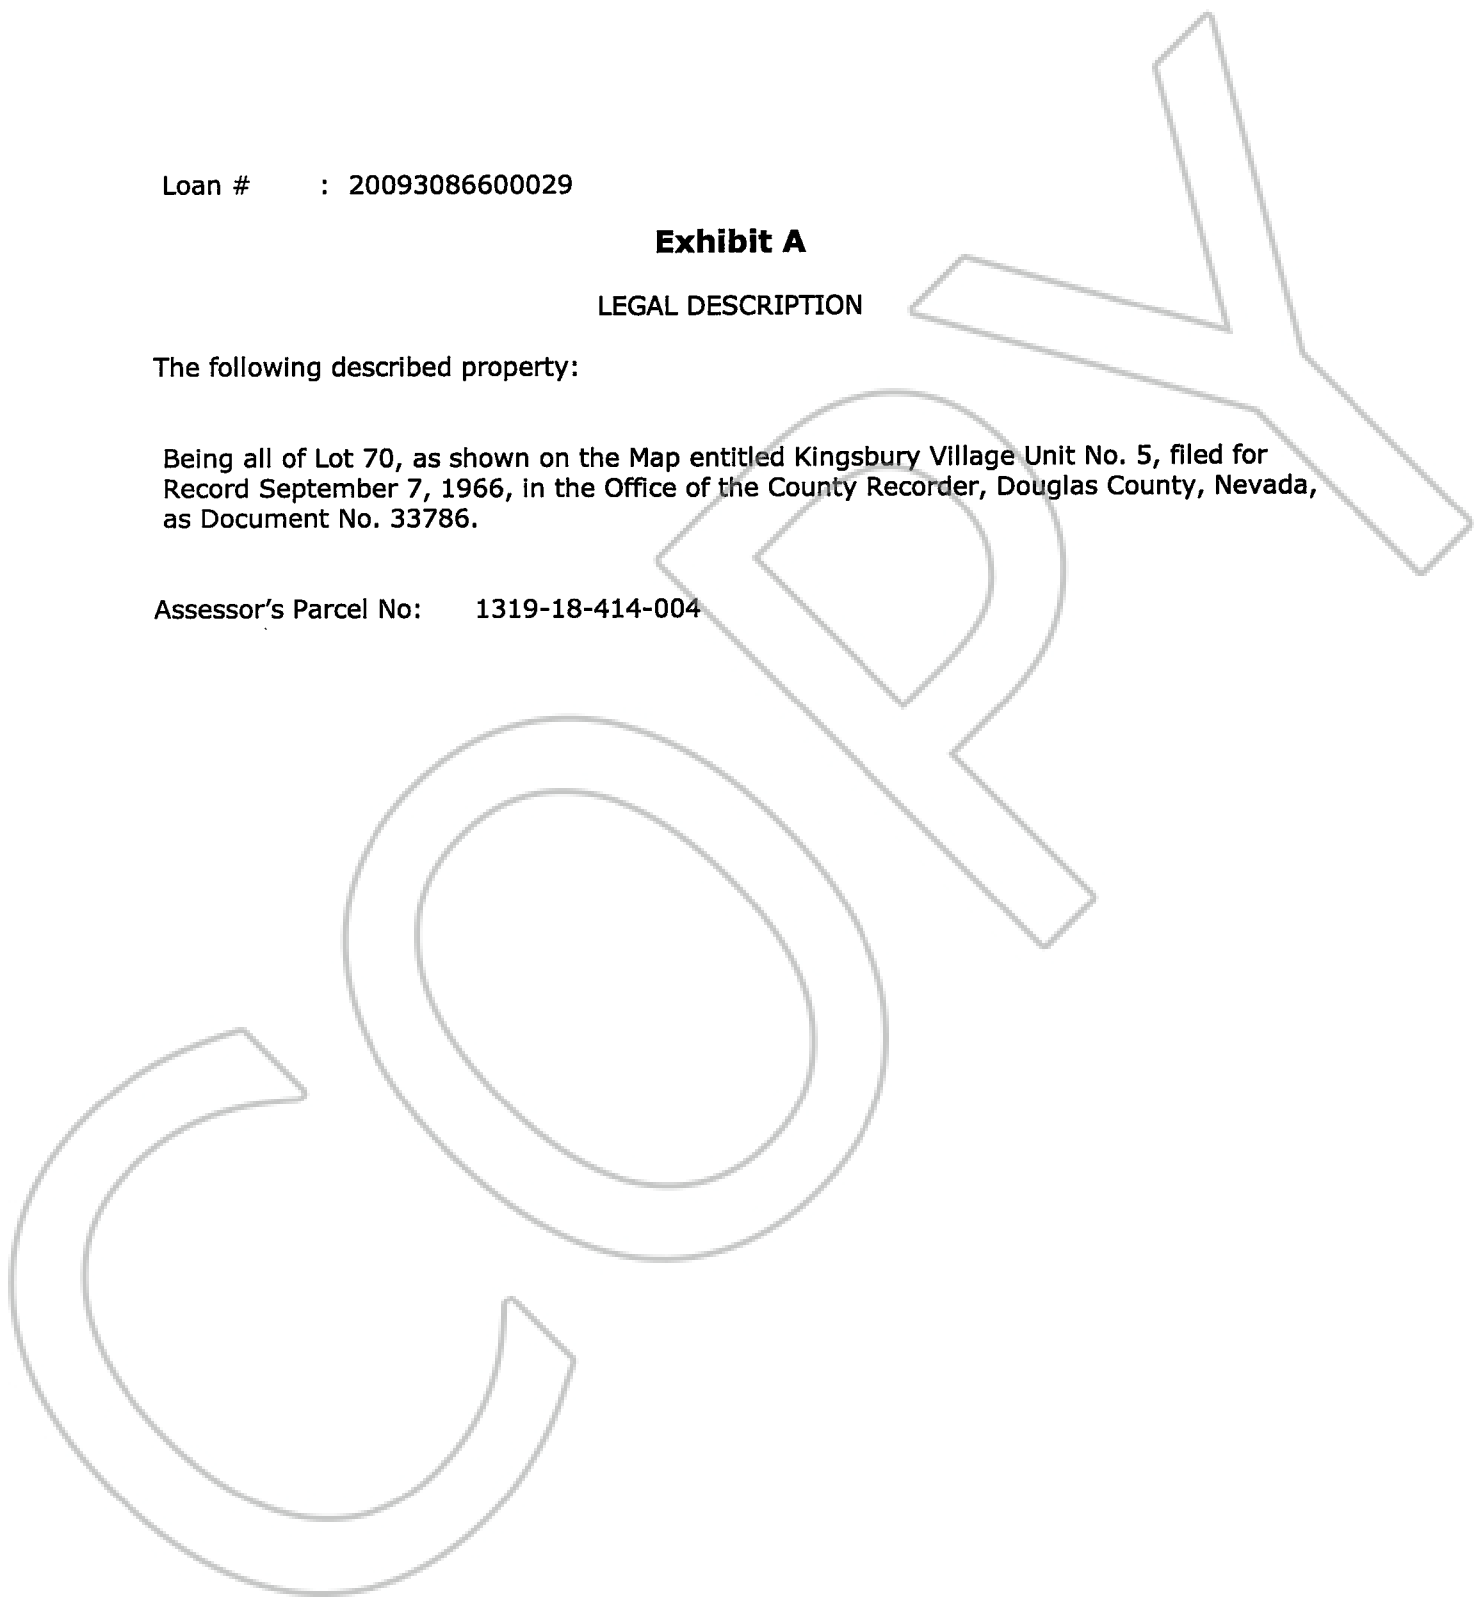 Loan # : 20093086600029
Exhibit A
LEGAL DESCRIPTION
The following described property:
Being all of Lot 70, as shown on the Map entitled Kingsbury Village Unit No. 5, filed for
Record September 7, 1966, in the Office of the County Recorder, Douglas County, Nevada,
as Document No. 33786.
Assessor's Parcel No: 1319-18-414-004
COPY